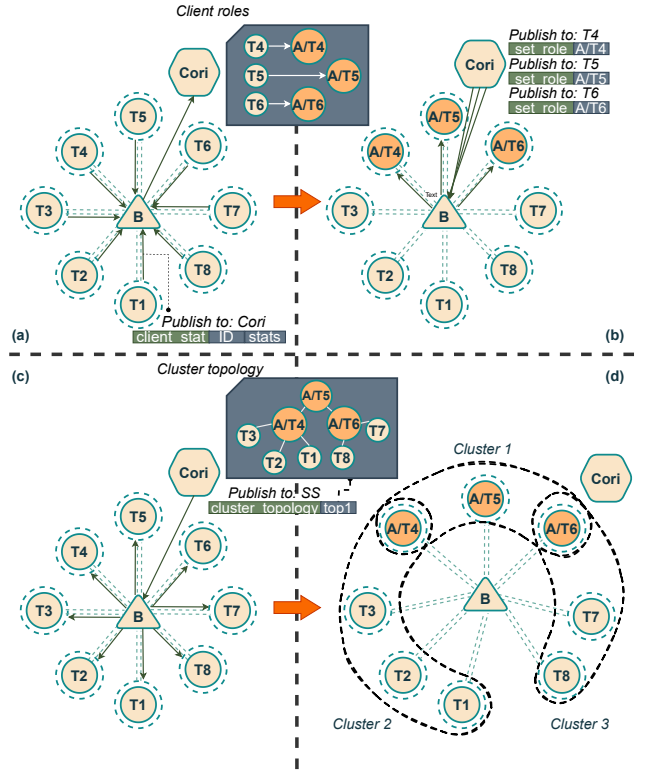 Client roles
T4
A/T4
T5
A/T5
T6
A/T6
Cori
T5
T4
T6
T3
B
T7
T2
T8
T1
Publish to: Cori
client_stat ID stats
(a)
Cori
Publish to: T4
set_role A/T4
Publish to: T5
set_role A/T5
Publish to: T6
set_role A/T6
A/T5
A/T4
A/T6
Text
T3
B
T7
T2
T8
T1
(b)
(c)
Cluster topology
A/T5
A/T4
A/T6
T3
T7
T2
T1
T8
Publish to: SS
cluster_topology top1
Cori
T5
T4
T6
T3
B
T7
T2
T8
T1
(d)
Cluster 1
Cori
A/T5
A/T4
A/T6
B
T3
T7
T2
T8
T1
Cluster 2
Cluster 3